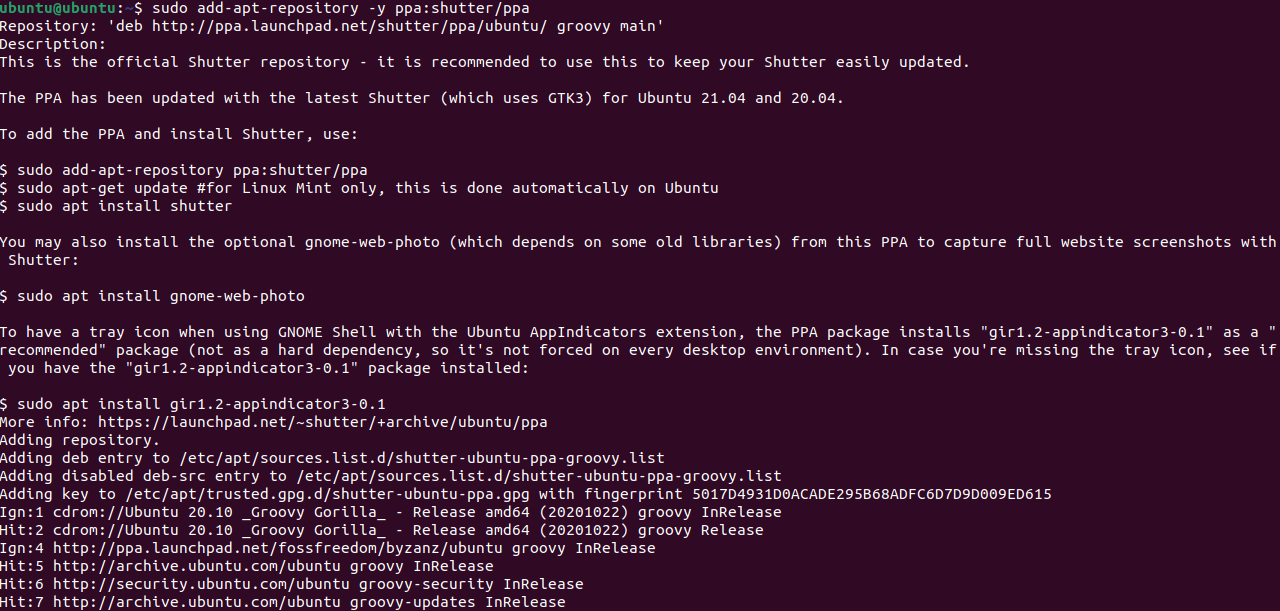 ubuntu@ubuntu:~$ sudo add-apt-repository -y ppa:shutter/ppa
Repository: 'deb http://ppa.launchpad.net/shutter/ppa/ubuntu/ groovy main'
Description:
This is the official Shutter repository - it is recommended to use this to keep your Shutter easily updated.
The PPA has been updated with the latest Shutter (which uses GTK3) for Ubuntu 21.04 and 20.04.
To add the PPA and install Shutter, use:
$ sudo add-apt-repository ppa:shutter/ppa
$ sudo apt-get update #for Linux Mint only, this is done automatically on Ubuntu
$ sudo apt install shutter
You may also install the optional gnome-web-photo (which depends on some old libraries) from this PPA to capture full website screenshots with
Shutter:
$ sudo apt install gnome-web-photo
To have a tray icon when using GNOME Shell with the Ubuntu AppIndicators extension, the PPA package installs "gir1.2-appindicator3-0.1" as a "
recommended" package (not as a hard dependency, so it's not forced on every desktop environment). In case you're missing the tray icon, see if
you have the "gir1.2-appindicator3-0.1" package installed:
$ sudo apt install gir1.2-appindicator3-0.1
More info: https://launchpad.net/~shutter/+archive/ubuntu/ppa
Adding repository.
Adding deb entry to /etc/apt/sources.list.d/shutter-ubuntu-ppa-groovy.list
Adding disabled deb-src entry to /etc/apt/sources.list.d/shutter-ubuntu-ppa-groovy.list
Adding key to /etc/apt/trusted.gpg.d/shutter-ubuntu-ppa.gpg with fingerprint 5017D4931D0ACADE295B68ADFC6D7D9D009ED615
Ign:1 cdrom://Ubuntu 20.10 _Groovy Gorilla_ - Release amd64 (20201022) groovy InRelease
Hit:2 cdrom://Ubuntu 20.10 _Groovy Gorilla_ - Release amd64 (20201022) groovy Release
Ign:4 http://ppa.launchpad.net/fossfreedom/byzanz/ubuntu groovy InRelease
Hit:5 http://archive.ubuntu.com/ubuntu groovy InRelease
Hit:6 http://security.ubuntu.com/ubuntu groovy-security InRelease
Hit:7 http://archive.ubuntu.com/ubuntu groovy-updates InRelease